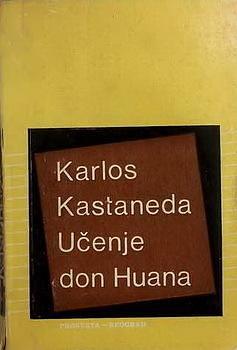 Karlos
Kastaneda
Učenje
don Huana
PROSVETA — BEOGRAD